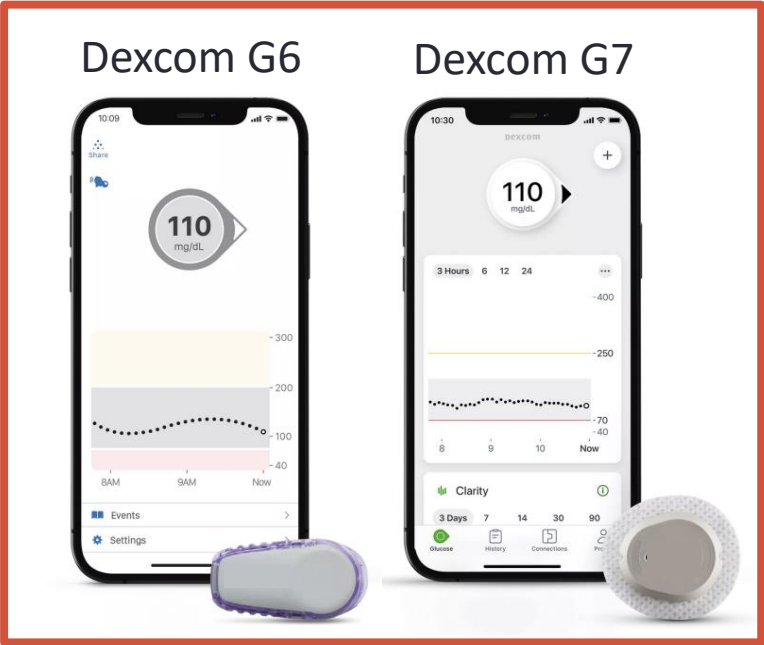 Dexcom G6
10:09
Share
110
mg/dL
300
200
100
40
8AM 9AM Now
Events
Settings
Dexcom G7
10:30
Dexcom
+
110
mg/dL
3 Hours 6 12 24
400
250
70
40
8 9 10 Now
Clarity
3 Days 7 14 30 90
Glucose History Connections